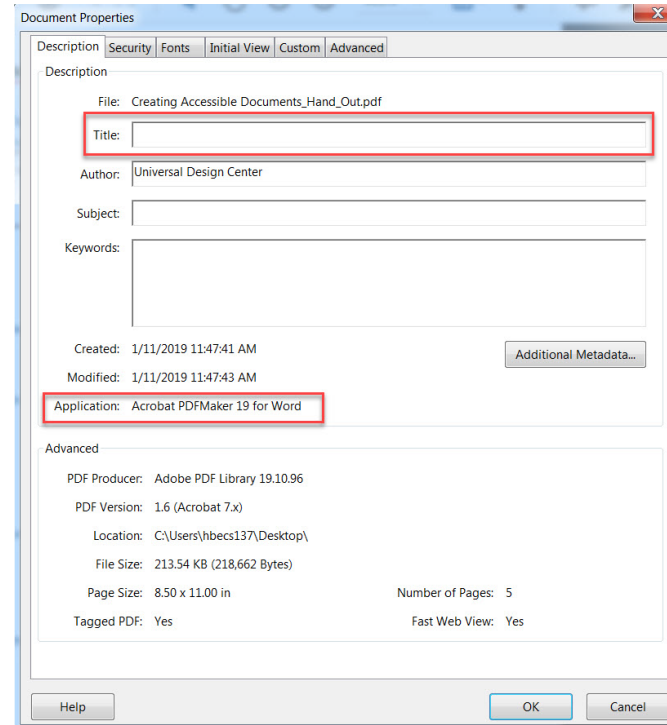 Document Properties
Description Security Fonts Initial View Custom Advanced
Description
File: Creating Accessible Documents_Hand_Out.pdf
Title:
Author: Universal Design Center
Subject:
Keywords:
Created: 1/11/2019 11:47:41 AM
Additional Metadata...
Modified: 1/11/2019 11:47:43 AM
Application: Acrobat PDFMaker 19 for Word
Advanced
PDF Producer: Adobe PDF Library 19.10.96
PDF Version: 1.6 (Acrobat 7.x)
Location: C:\Users\hbecs137\Desktop\
File Size: 213.54 KB (218,662 Bytes)
Page Size: 8.50 x 11.00 in Number of Pages: 5
Tagged PDF: Yes Fast Web View: Yes
Help OK Cancel